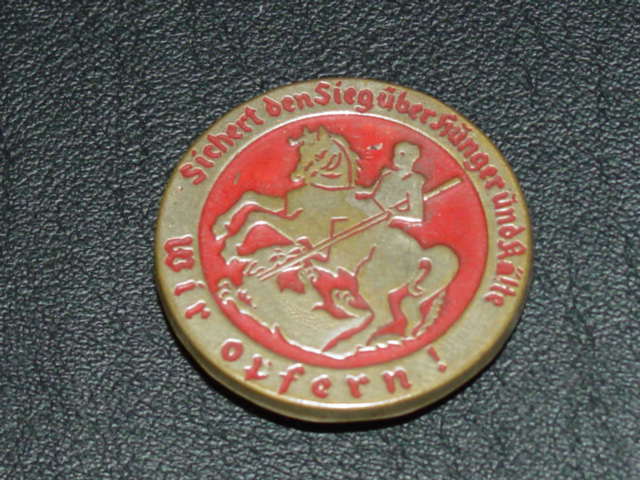 Sichert den Sieg über Hunger und Kälte
Wir opfern!